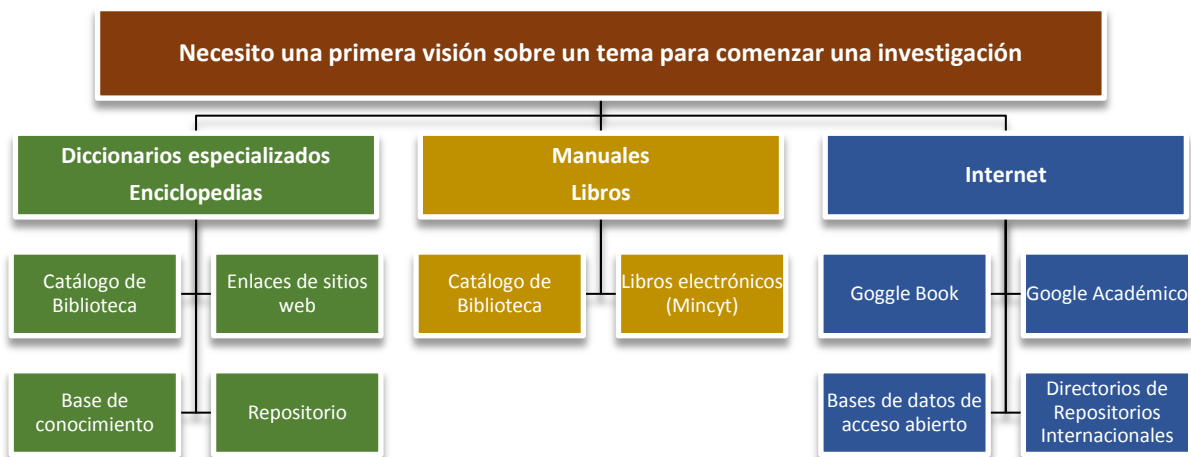 Necesito una primera visión sobre un tema para comenzar una investigación
Diccionarios especializados
Enciclopedias
Manuales
Libros
Internet
Catálogo de
Biblioteca
Enlaces de sitios
web
Catálogo de
Biblioteca
Libros electrónicos
(Mincyt)
Goggle Book
Google Académico
Base de
conocimiento
Repositorio
Bases de datos de
acceso abierto
Directorios de
Repositorios
Internacionales